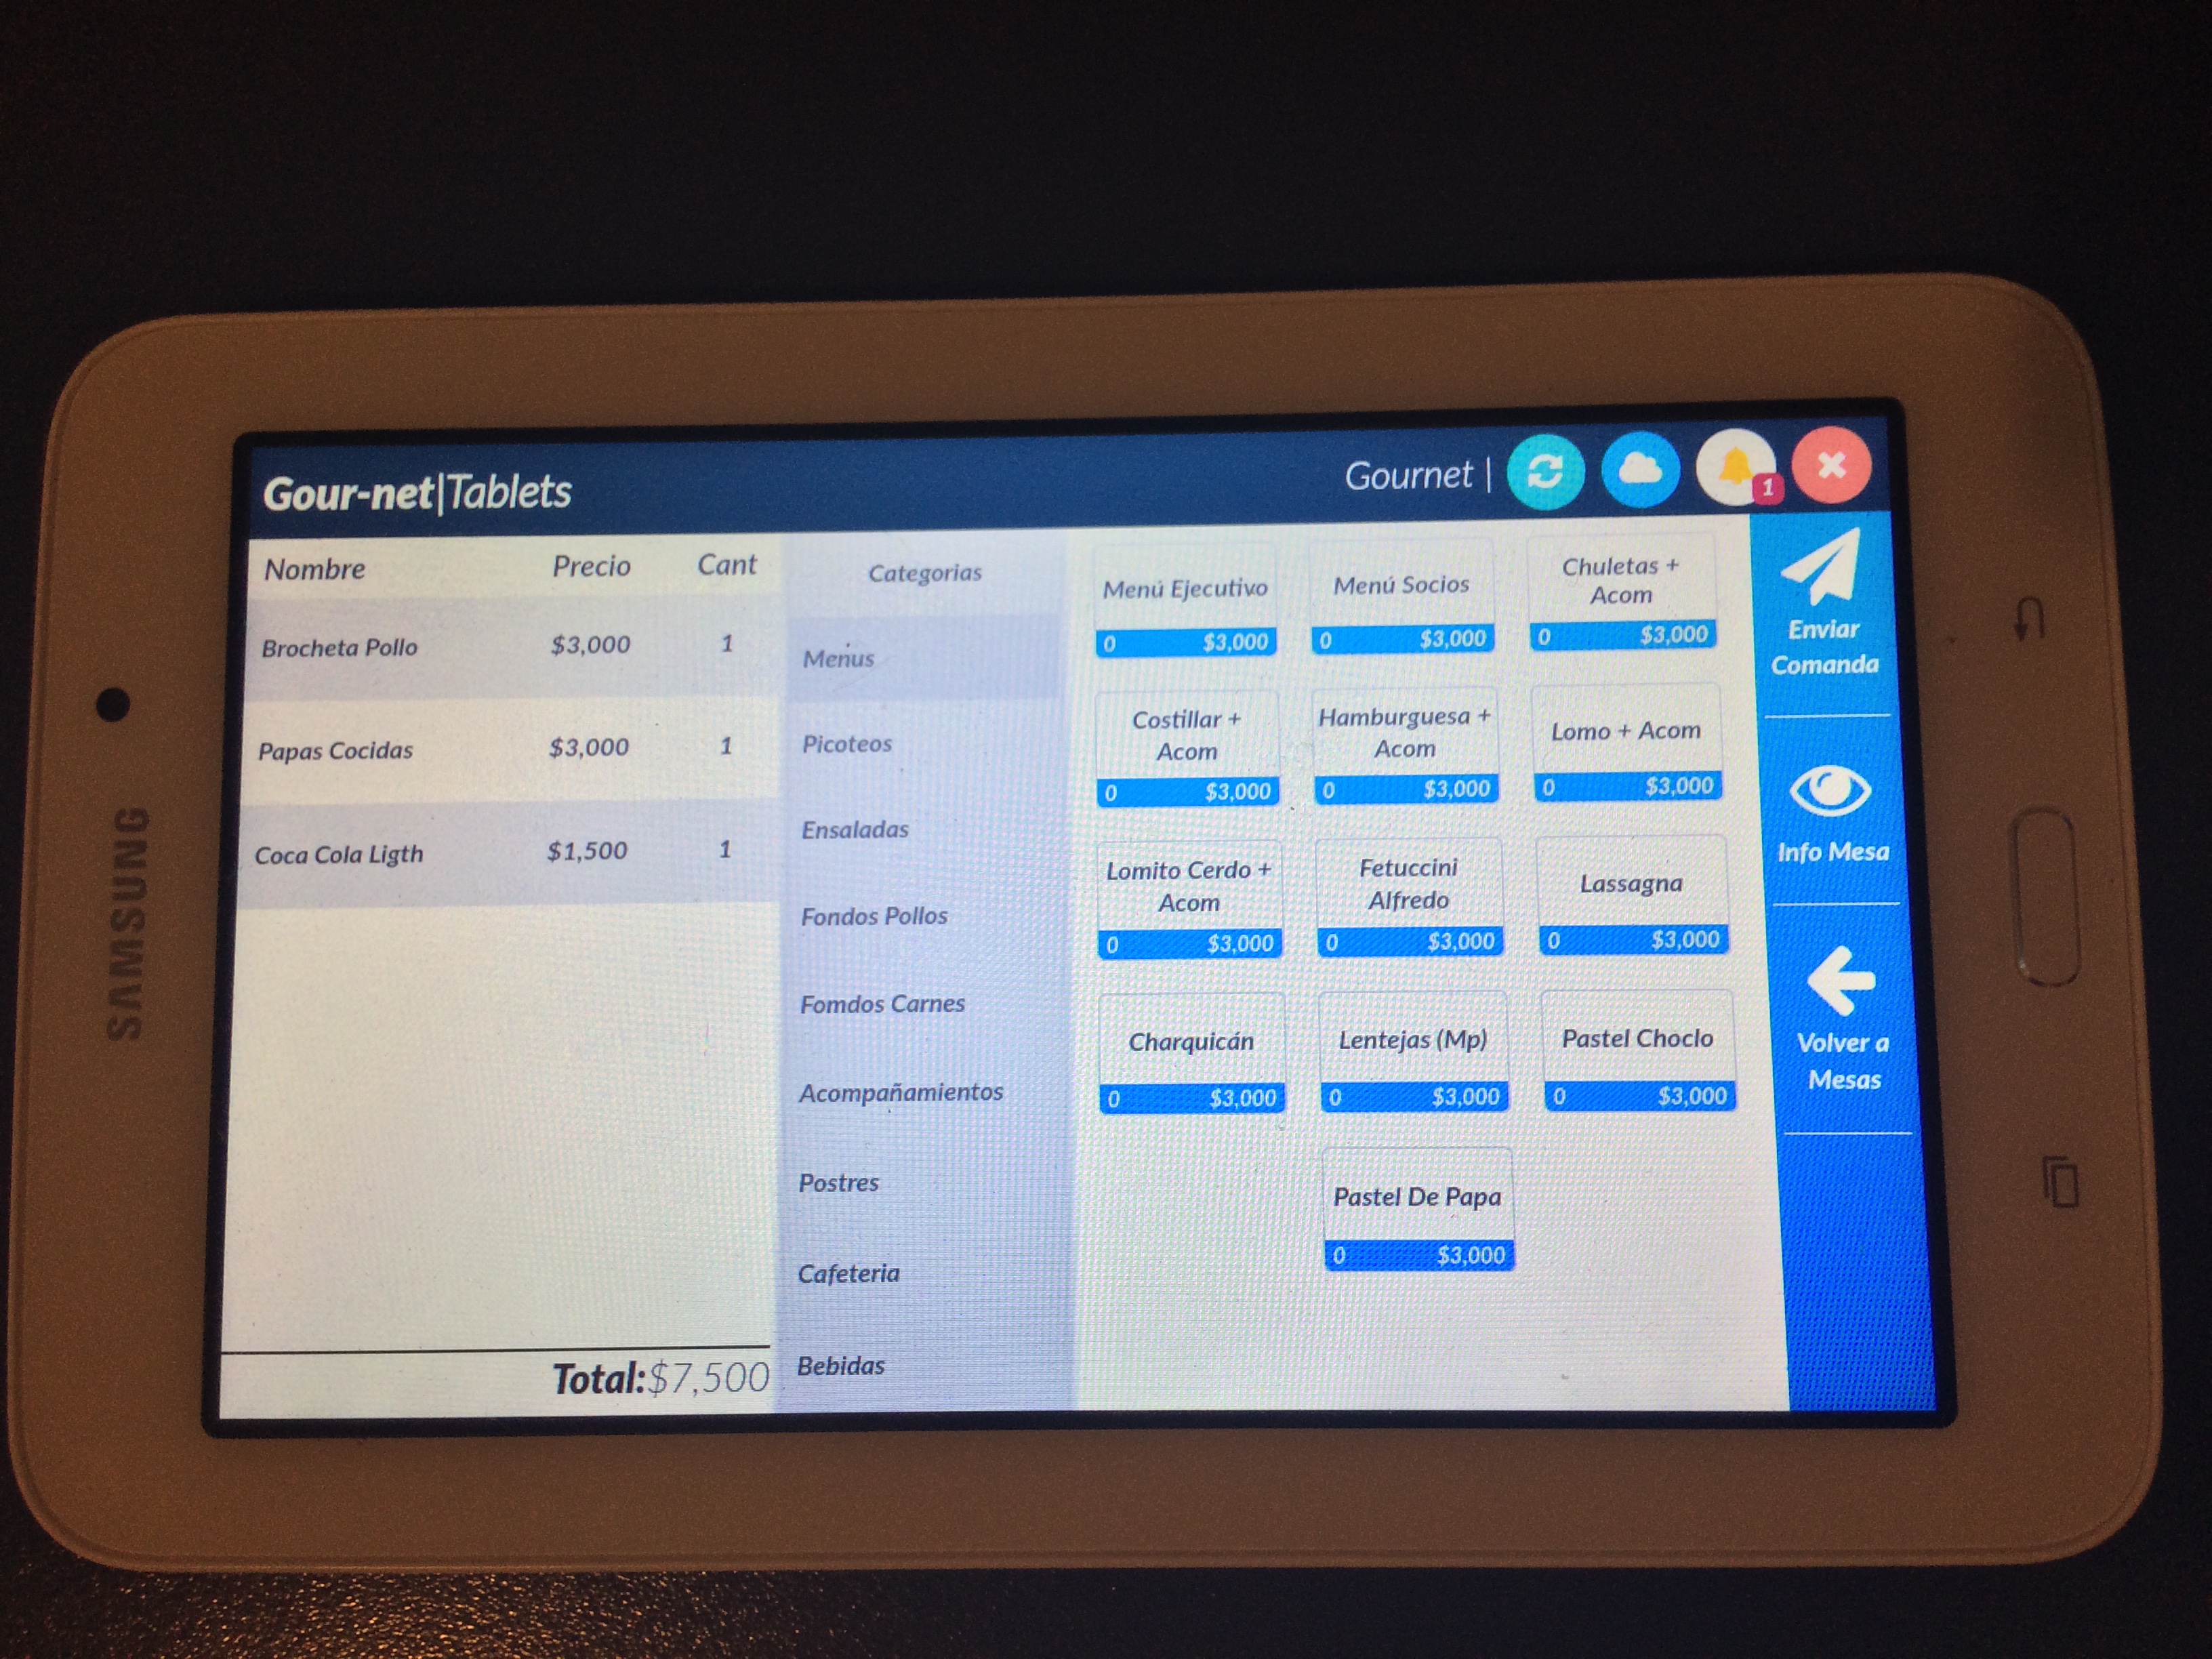 Gour-net|Tablets
Gournet |
1
Nombre Precio Cant
Brocheta Pollo $3,000 1
Papas Cocidas $3,000 1
Coca Cola Ligth $1,500 1
Total:$7,500
Categorias
Menus
Picoteos
Ensaladas
Fondos Pollos
Fomdos Carnes
Acompañamientos
Postres
Cafeteria
Bebidas
Menú Ejecutivo
0 $3,000
Menú Socios
0 $3,000
Chuletas +
Acom
0 $3,000
Costillar +
Acom
0 $3,000
Hamburguesa +
Acom
0 $3,000
Lomo + Acom
0 $3,000
Lomito Cerdo +
Acom
0 $3,000
Fetuccini
Alfredo
0 $3,000
Lassagna
0 $3,000
Charquicán
0 $3,000
Lentejas (Mp)
0 $3,000
Pastel Choclo
0 $3,000
Pastel De Papa
0 $3,000
Enviar
Comanda
Info Mesa
Volver a
Mesas
SAMSUNG